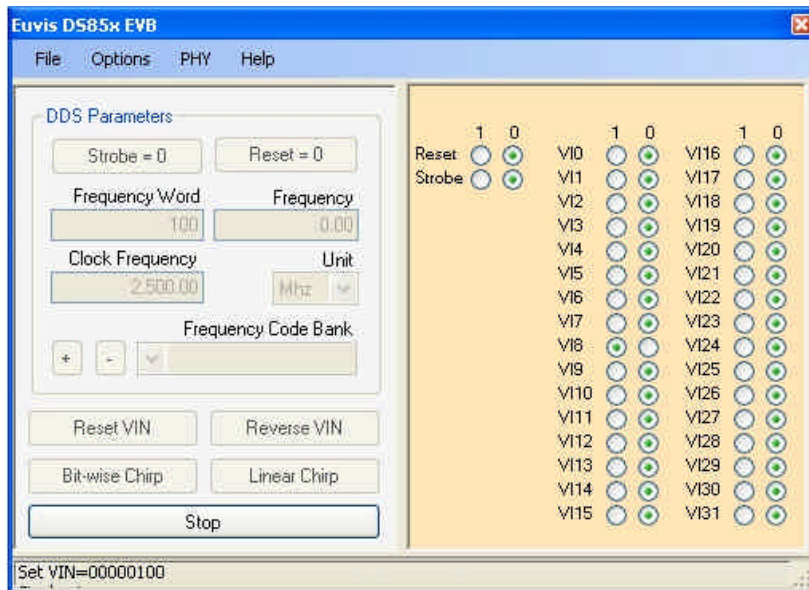 Euvis DS85x EVB
File Options PHY Help
DDS Parameters
Strobe = 0 Reset = 0
Frequency Word Frequency
100 0.00
Clock Frequency Unit
2,500.00 Mhz
Frequency Code Bank
+ -
Reset VIN Reverse VIN
Bit-wise Chirp Linear Chirp
Stop
1 0 1 0 1 0
Reset VI0 VI16
Strobe VI1 VI17
VI2 VI18
VI3 VI19
VI4 VI20
VI5 VI21
VI6 VI22
VI7 VI23
VI8 VI24
VI9 VI25
VI10 VI26
VI11 VI27
VI12 VI28
VI13 VI29
VI14 VI30
VI15 VI31
Set VIN=00000100